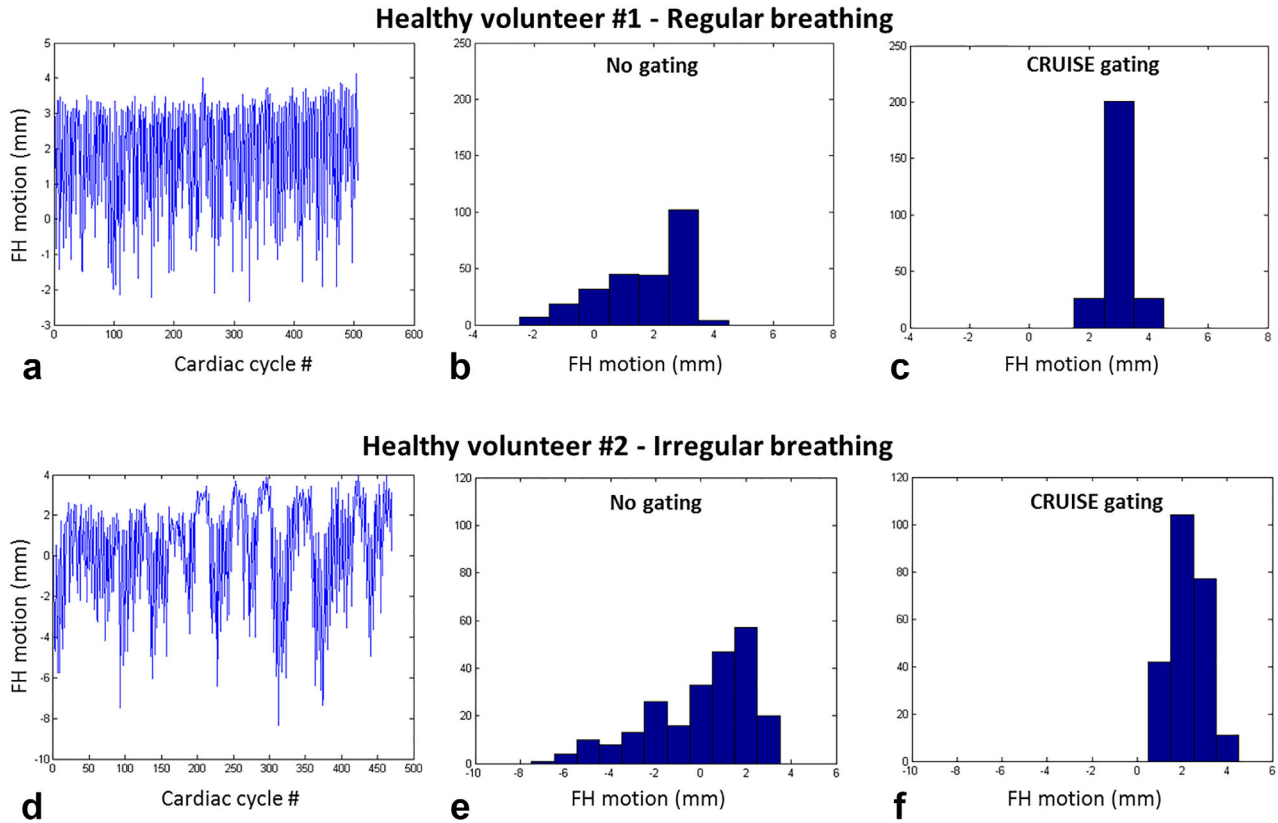 Healthy volunteer #1 - Regular breathing
5
4
3
2
1
0
-1
-2
-3
0 100 200 300 400 500 600
FH motion (mm)
Cardiac cycle #
a
No gating
250
200
150
100
50
0
-4 -2 0 2 4 6 8
FH motion (mm)
b
CRUISE gating
250
200
150
100
50
0
-4 -2 0 2 4 6 8
FH motion (mm)
c
Healthy volunteer #2 - Irregular breathing
4
2
0
-2
-4
-6
-8
-10
0 50 100 150 200 250 300 350 400 450 500
FH motion (mm)
Cardiac cycle #
d
No gating
120
100
80
60
40
20
0
-10 -8 -6 -4 -2 0 2 4 6
FH motion (mm)
e
CRUISE gating
120
100
80
60
40
20
0
-10 -8 -6 -4 -2 0 2 4 6
FH motion (mm)
f